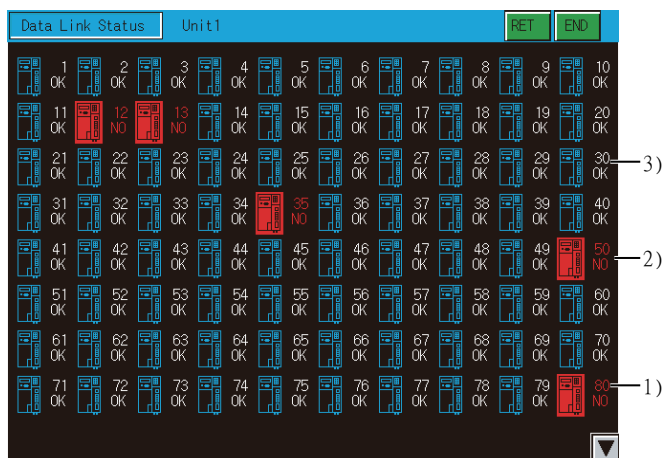 Data Link Status Unit1 RET END
1 2 3 4 5 6 7 8 9 10
OK OK OK OK OK OK OK OK OK OK
11 12 13 14 15 16 17 18 19 20
OK NO NO OK OK OK OK OK OK OK
21 22 23 24 25 26 27 28 29 30 3)
OK OK OK OK OK OK OK OK OK OK
31 32 33 34 35 36 37 38 39 40
OK OK OK OK NO OK OK OK OK OK
41 42 43 44 45 46 47 48 49 50 2)
OK OK OK OK OK OK OK OK OK NO
51 52 53 54 55 56 57 58 59 60
OK OK OK OK OK OK OK OK OK OK
61 62 63 64 65 66 67 68 69 70
OK OK OK OK OK OK OK OK OK OK
71 72 73 74 75 76 77 78 79 80 1)
OK OK OK OK OK OK OK OK OK NO